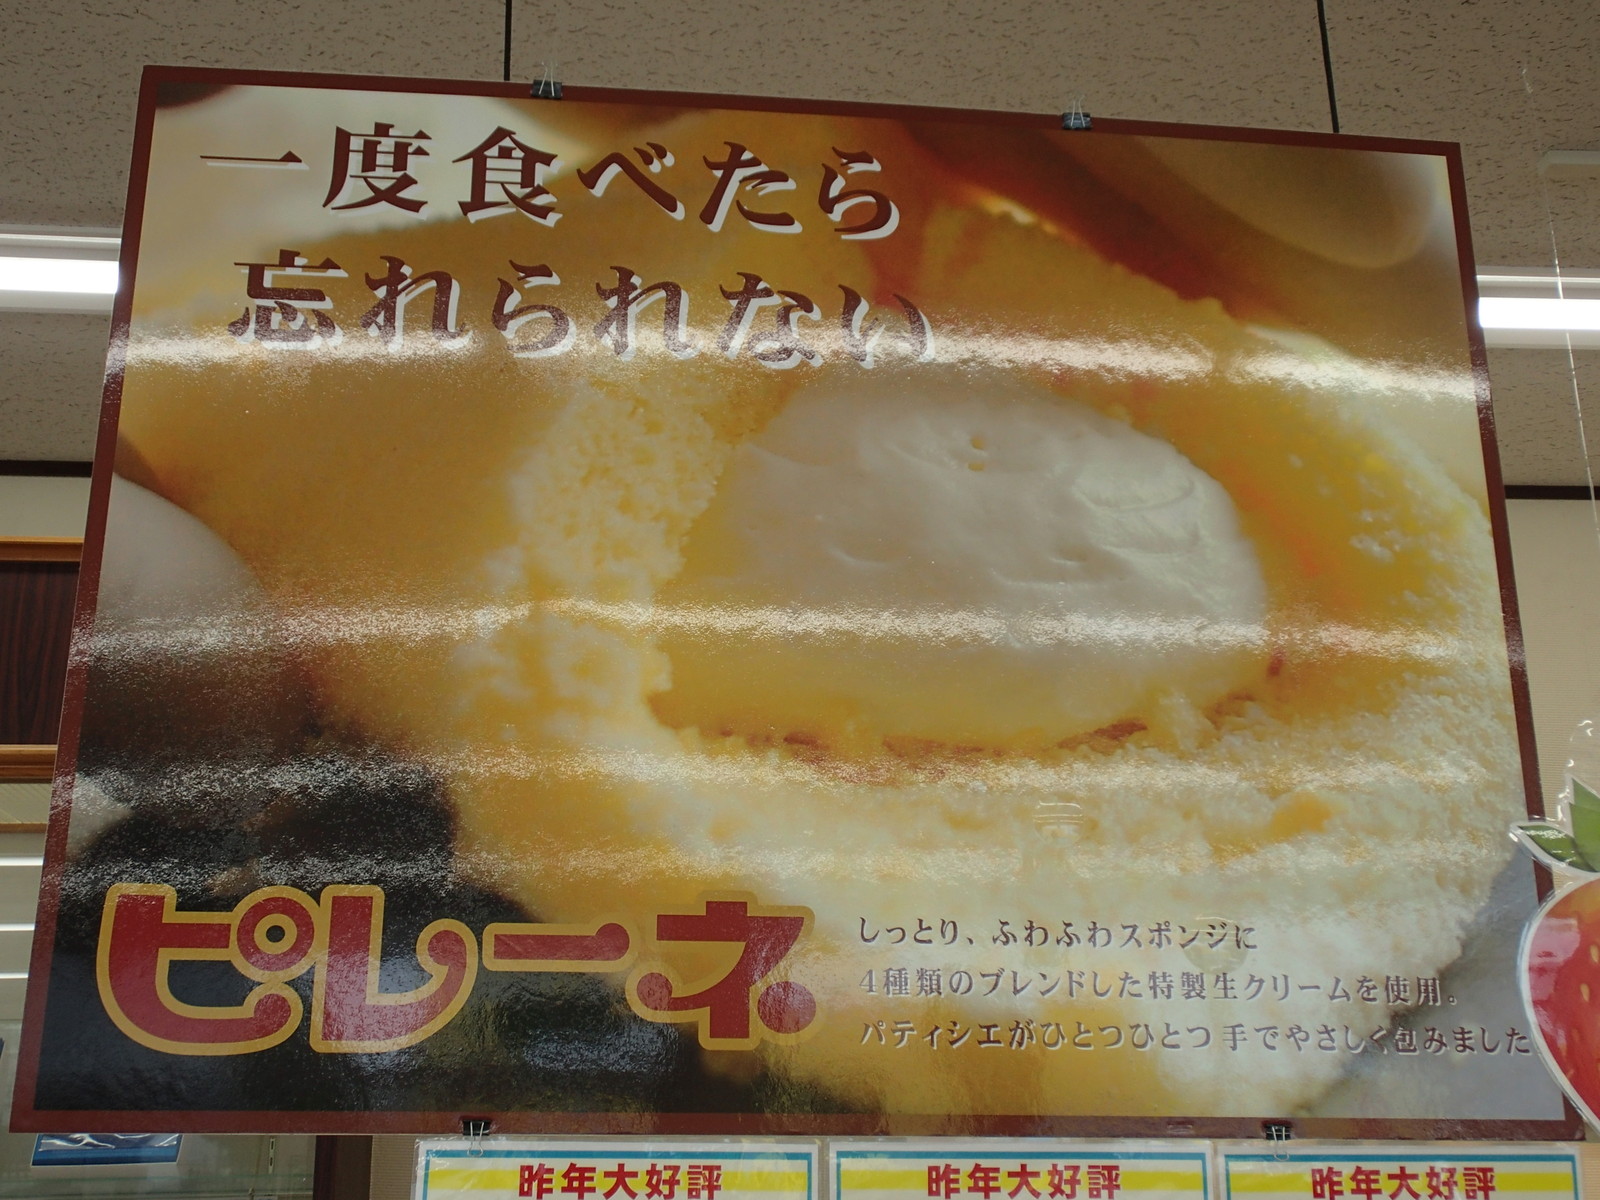 一度食べたら
忘れられない
ピレーネ
しっとり、ふわふわスポンジに
4種類のブレンドした特製生クリームを使用。
パティシエがひとつひとつ手でやさしく包みました
昨年大好評
昨年大好評
昨年大好評